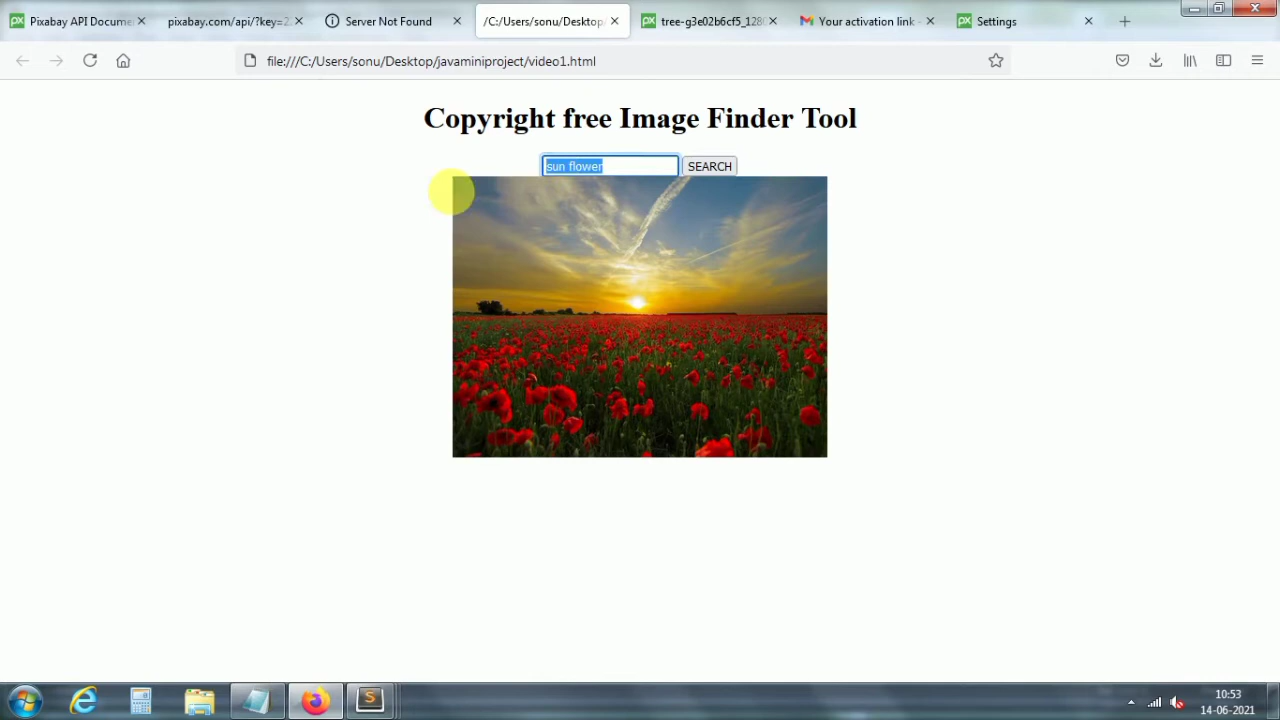 Pixabay API Docume
pixabay.com/api/?key=2
Server Not Found
/C:/Users/sonu/Desktop/
tree-g3e02b6cf5_128
Your activation link -
Settings
file:///C:/Users/sonu/Desktop/javaminiproject/video1.html
Copyright free Image Finder Tool
sun flower
SEARCH
10:53
14-06-2021